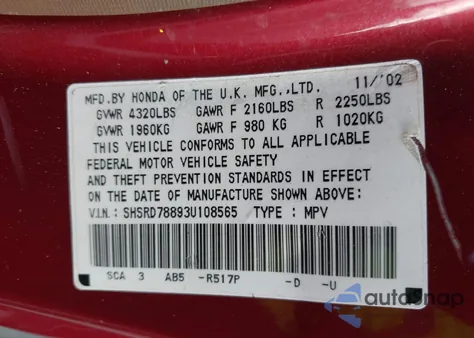 MFD.BY HONDA OF THE U.K. MFG.,LTD. 11/'02
GVWR 4320LBS GAWR F 2160LBS R 2250LBS
GVWR 1960KG GAWR F 980 KG R 1020KG
THIS VEHICLE CONFORMS TO ALL APPLICABLE
FEDERAL MOTOR VEHICLE SAFETY
AND THEFT PREVENTION STANDARDS IN EFFECT
ON THE DATE OF MANUFACTURE SHOWN ABOVE:
V.I.N.: SHSRD78893U108565 TYPE : MPV
SCA 3 AB5 -R517P -D -U
autosnap